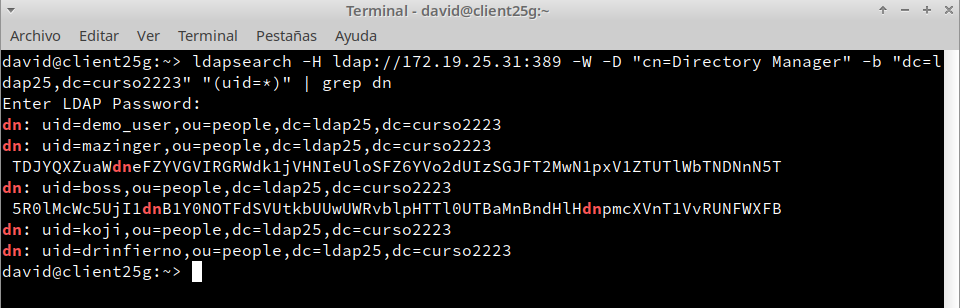 Terminal - david@client25g:~
Archivo Editar Ver Terminal Pestañas Ayuda
david@client25g:~> ldapsearch -H ldap://172.19.25.31:389 -W -D "cn=Directory Manager" -b "dc=l
dap25,dc=curso2223" "(uid=*)" | grep dn
Enter LDAP Password:
dn: uid=demo_user,ou=people,dc=ldap25,dc=curso2223
dn: uid=mazinger,ou=people,dc=ldap25,dc=curso2223
 TDJYQXZuaWdneFZYVGVIRGRWdk1jVHNIeUloSFZ6YVo2dUIzSGJFT2MwN1pxV1ZTUTlWbTNDNnN5T
dn: uid=boss,ou=people,dc=ldap25,dc=curso2223
 5R0lMcWc5UjI1dnB1Y0NOTFdSVUtkbUUwUWRvblpHTTl0UTBaMnBndHlHdnpmcXVnT1VvRUNFWXFB
dn: uid=koji,ou=people,dc=ldap25,dc=curso2223
dn: uid=drinfierno,ou=people,dc=ldap25,dc=curso2223
david@client25g:~>